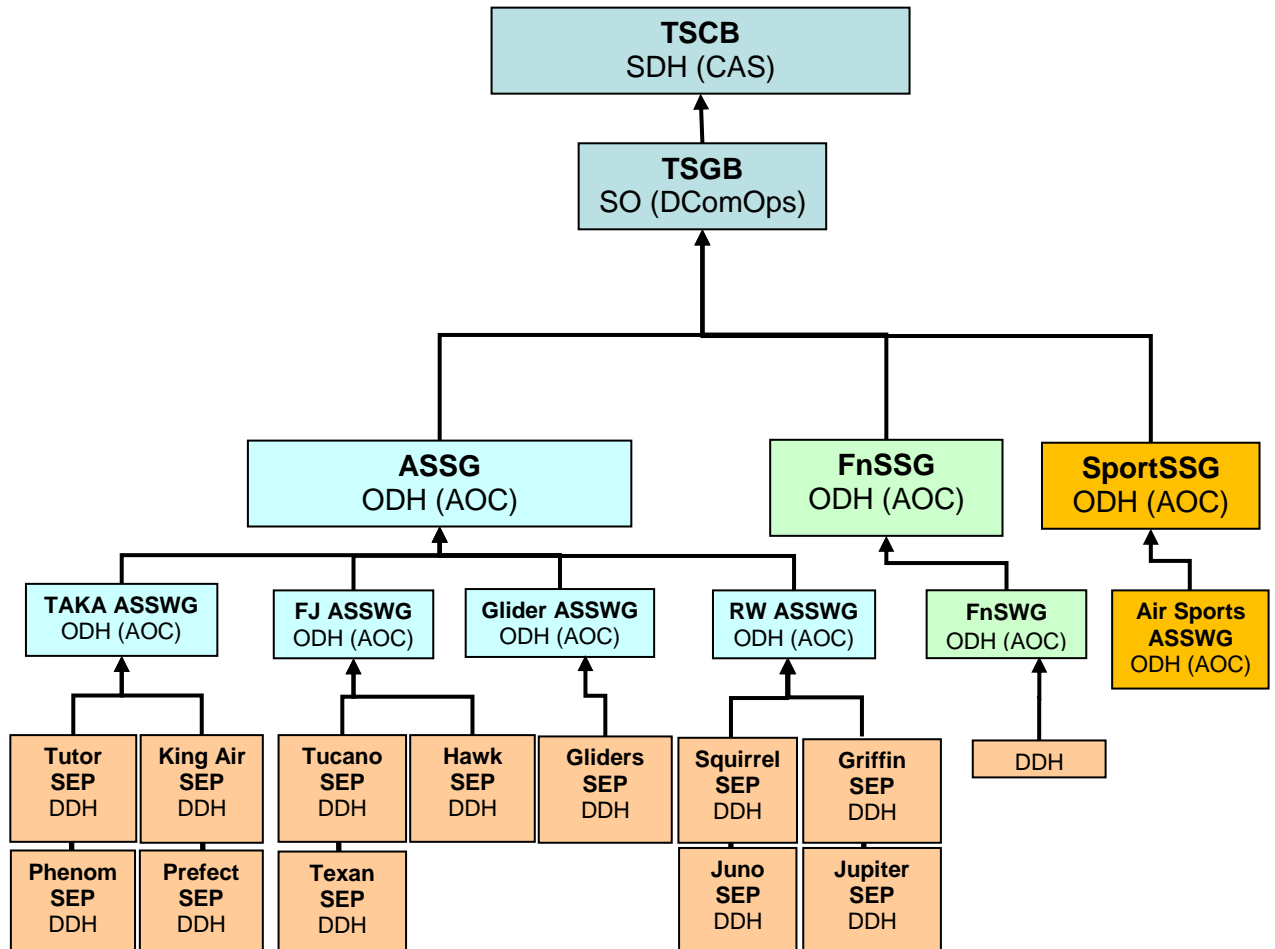 TSCB
SDH (CAS)
TSGB
SO (DComOps)
ASSG
ODH (AOC)
FnSSG
ODH (AOC)
SportSSG
ODH (AOC)
TAKA ASSWG
ODH (AOC)
FJ ASSWG
ODH (AOC)
Glider ASSWG
ODH (AOC)
RW ASSWG
ODH (AOC)
FnSWG
ODH (AOC)
Air Sports
ASSWG
ODH (AOC)
Tutor
SEP
DDH
King Air
SEP
DDH
Tucano
SEP
DDH
Hawk
SEP
DDH
Gliders
SEP
DDH
Squirrel
SEP
DDH
Griffin
SEP
DDH
DDH
Phenom
SEP
DDH
Prefect
SEP
DDH
Texan
SEP
DDH
Juno
SEP
DDH
Jupiter
SEP
DDH